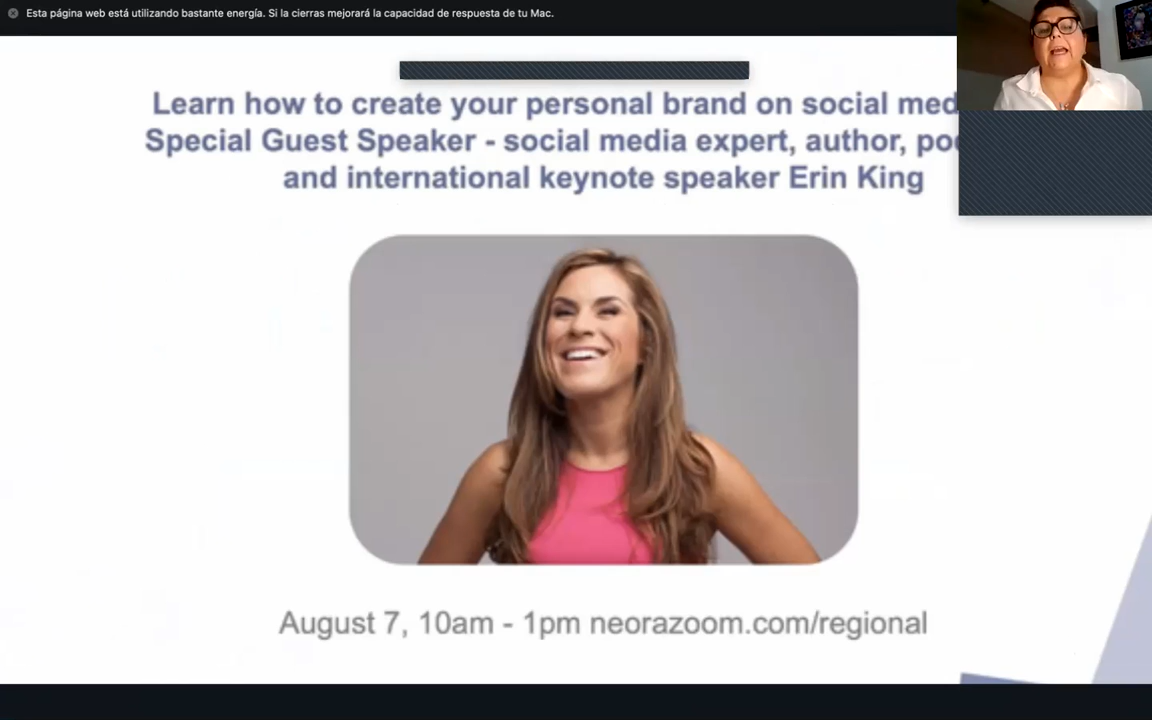 Esta página web está utilizando bastante energía. Si la cierras mejorará la capacidad de respuesta de tu Mac.
Learn how to create your personal brand on social
Special Guest Speaker - social media expert, author,
and international keynote speaker Erin King
August 7, 10am - 1pm neorazoom.com/regional